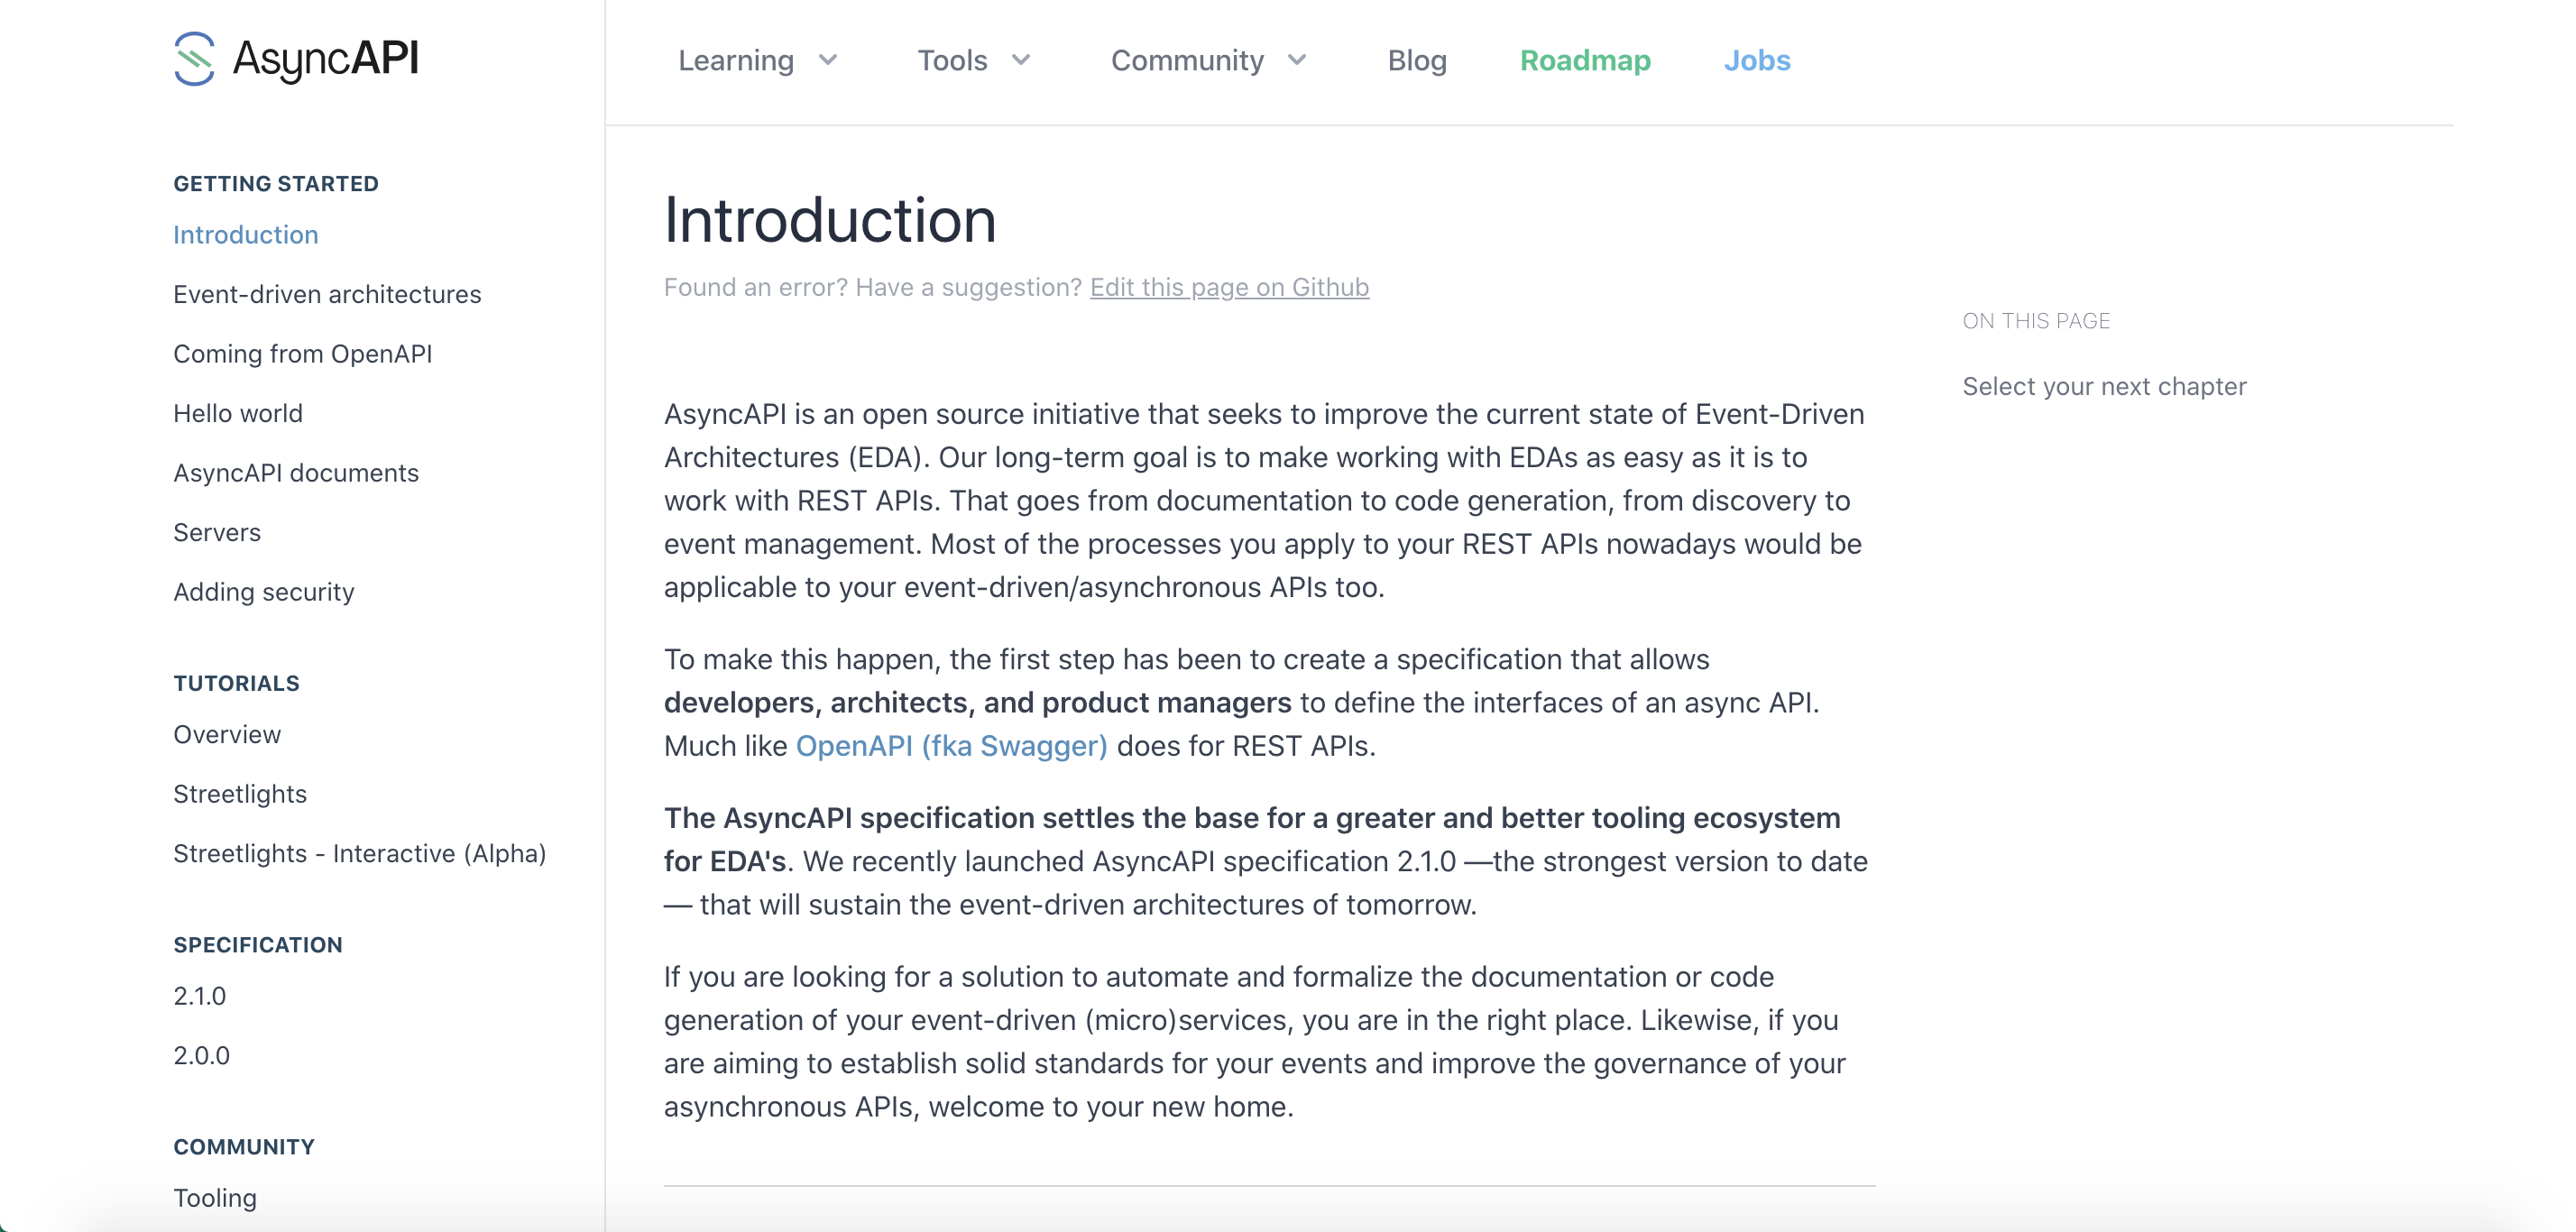 AsyncAPI
Learning
Tools
Community
Blog
Roadmap
Jobs
GETTING STARTED
Introduction
Event-driven architectures
Coming from OpenAPI
Hello world
AsyncAPI documents
Servers
Adding security
TUTORIALS
Overview
Streetlights
Streetlights - Interactive (Alpha)
SPECIFICATION
2.1.0
2.0.0
COMMUNITY
Tooling
Introduction
Found an error? Have a suggestion? Edit this page on Github
AsyncAPI is an open source initiative that seeks to improve the current state of Event-Driven
Architectures (EDA). Our long-term goal is to make working with EDAs as easy as it is to
work with REST APIs. That goes from documentation to code generation, from discovery to
event management. Most of the processes you apply to your REST APIs nowadays would be
applicable to your event-driven/asynchronous APIs too.
To make this happen, the first step has been to create a specification that allows
developers, architects, and product managers to define the interfaces of an async API.
Much like OpenAPI (fka Swagger) does for REST APIs.
The AsyncAPI specification settles the base for a greater and better tooling ecosystem
for EDA's. We recently launched AsyncAPI specification 2.1.0 —the strongest version to date
— that will sustain the event-driven architectures of tomorrow.
If you are looking for a solution to automate and formalize the documentation or code
generation of your event-driven (micro)services, you are in the right place. Likewise, if you
are aiming to establish solid standards for your events and improve the governance of your
asynchronous APIs, welcome to your new home.
ON THIS PAGE
Select your next chapter